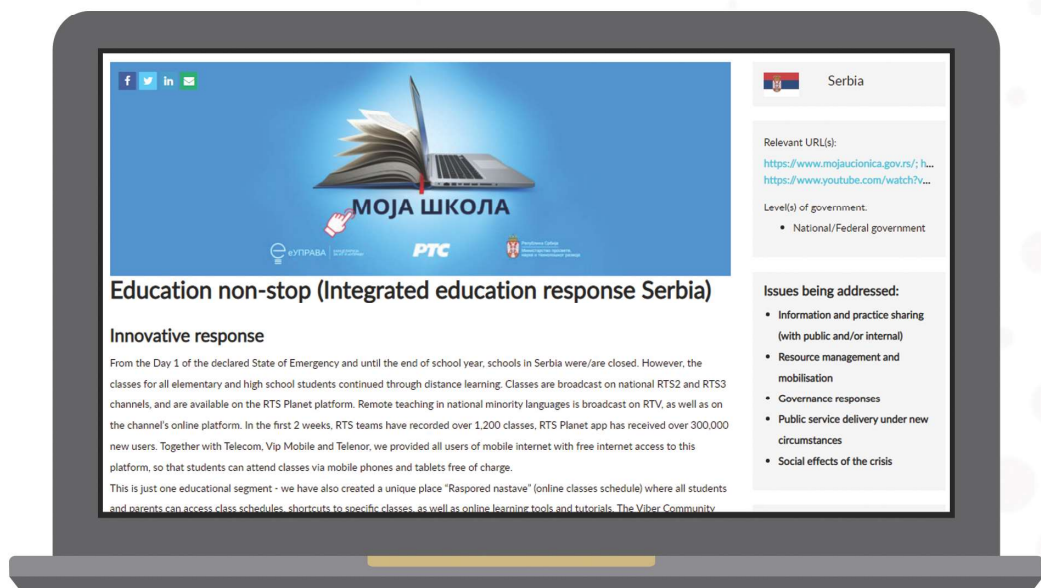 f in
МОЈА ШКОЛА
еУПРАВА
РТС
Република Србија
Education non-stop (Integrated education response Serbia)
Innovative response
From the Day 1 of the declared State of Emergency and until the end of school year, schools in Serbia were/are closed. However, the
classes for all elementary and high school students continued through distance learning. Classes are broadcast on national RTS2 and RTS3
channels, and are available on the RTS Planet platform. Remote teaching in national minority languages is broadcast on RTV, as well as on
the channel's online platform. In the first 2 weeks, RTS teams have recorded over 1,200 classes, RTS Planet app has received over 300,000
new users. Together with Telecom, Vip Mobile and Telenor, we provided all users of mobile internet with free internet access to this
platform, so that students can attend classes via mobile phones and tablets free of charge.
This is just one educational segment - we have also created a unique place “Raspored nastave” (online classes schedule) where all students
and parents can access class schedules, shortcuts to specific classes, as well as online learning tools and tutorials. The Viber Community
Serbia
Relevant URL(s):
https://www.mojaucionica.gov.rs/; h...
https://www.youtube.com/watch?v...
Level(s) of government.
• National/Federal government
Issues being addressed:
• Information and practice sharing
(with public and/or internal)
• Resource management and
mobilisation
• Governance responses
• Public service delivery under new
circumstances
• Social effects of the crisis